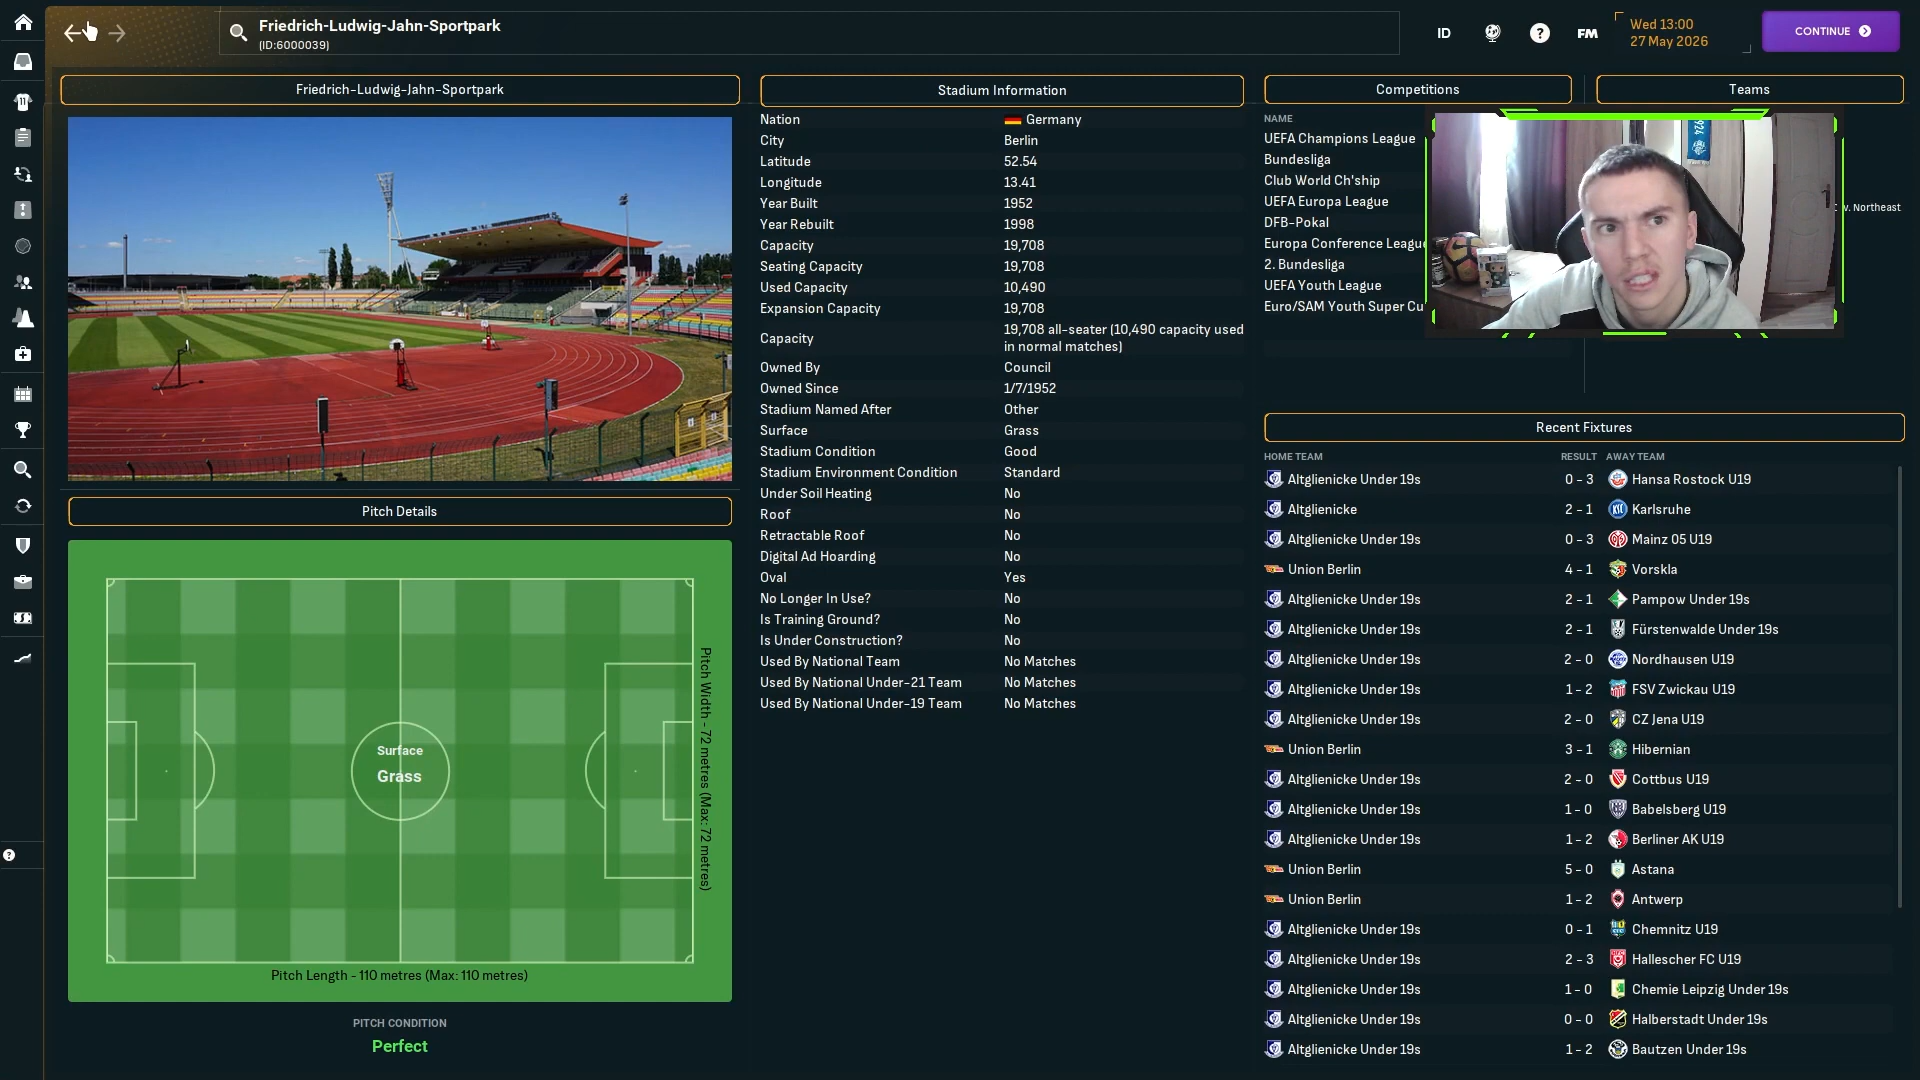 Friedrich-Ludwig-Jahn-Sportpark
(ID:6000039)
ID
FM
Wed 13:00
27 May 2026
CONTINUE
Friedrich-Ludwig-Jahn-Sportpark
Pitch Details
Surface
Grass
Pitch Width - 72 metres (Max: 72 metres)
Pitch Length - 110 metres (Max: 110 metres)
PITCH CONDITION
Perfect
Stadium Information
Nation Germany
City Berlin
Latitude 52.54
Longitude 13.41
Year Built 1952
Year Rebuilt 1998
Capacity 19,708
Seating Capacity 19,708
Used Capacity 10,490
Expansion Capacity 19,708
Capacity 19,708 all-seater (10,490 capacity used
in normal matches)
Owned By Council
Owned Since 1/7/1952
Stadium Named After Other
Surface Grass
Stadium Condition Good
Stadium Environment Condition Standard
Under Soil Heating No
Roof No
Retractable Roof No
Digital Ad Hoarding No
Oval Yes
No Longer In Use? No
Is Training Ground? No
Is Under Construction? No
Used By National Team No Matches
Used By National Under-21 Team No Matches
Used By National Under-19 Team No Matches
Competitions
NAME
UEFA Champions League
Bundesliga
Club World Ch'ship
UEFA Europa League
DFB-Pokal
Europa Conference League
2. Bundesliga
UEFA Youth League
Euro/SAM Youth Super Cu
Teams
v. Northeast
Recent Fixtures
HOME TEAM RESULT AWAY TEAM
Altglienicke Under 19s 0 - 3 Hansa Rostock U19
Altglienicke 2 - 1 Karlsruhe
Altglienicke Under 19s 0 - 3 Mainz 05 U19
Union Berlin 4 - 1 Vorskla
Altglienicke Under 19s 2 - 1 Pampow Under 19s
Altglienicke Under 19s 2 - 1 Fürstenwalde Under 19s
Altglienicke Under 19s 2 - 0 Nordhausen U19
Altglienicke Under 19s 1 - 2 FSV Zwickau U19
Altglienicke Under 19s 2 - 0 CZ Jena U19
Union Berlin 3 - 1 Hibernian
Altglienicke Under 19s 2 - 0 Cottbus U19
Altglienicke Under 19s 1 - 0 Babelsberg U19
Altglienicke Under 19s 1 - 2 Berliner AK U19
Union Berlin 5 - 0 Astana
Union Berlin 1 - 2 Antwerp
Altglienicke Under 19s 0 - 1 Chemnitz U19
Altglienicke Under 19s 2 - 3 Hallescher FC U19
Altglienicke Under 19s 1 - 0 Chemie Leipzig Under 19s
Altglienicke Under 19s 0 - 0 Halberstadt Under 19s
Altglienicke Under 19s 1 - 2 Bautzen Under 19s